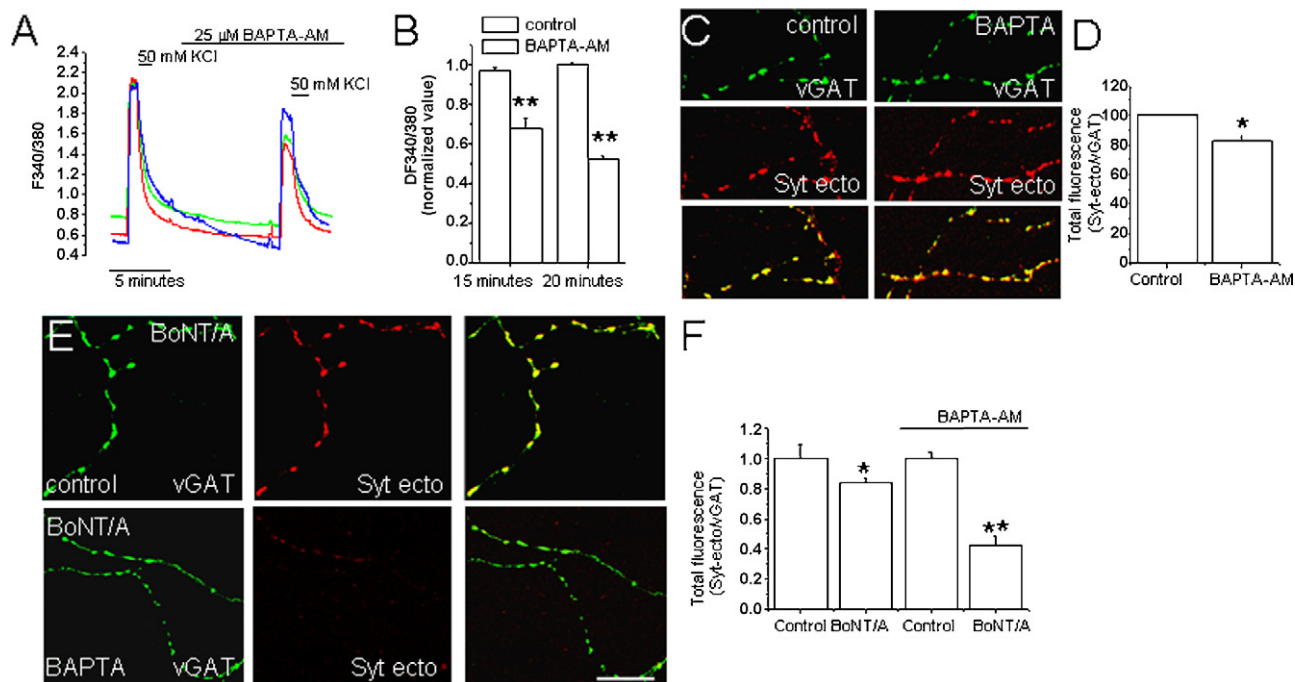 A
25 µM BAPTA-AM
50 mM KCl
50 mM KCl
F340/380
2.4
2.2
2.0
1.8
1.6
1.4
1.2
1.0
0.8
0.6
0.4
5 minutes
B
control
BAPTA-AM
DF340/380
(normalized value)
1.0
0.8
0.6
0.4
0.2
0.0
**
**
15 minutes 20 minutes
C
control
vGAT
BAPTA
vGAT
Syt ecto
Syt ecto
D
Total fluorescence
(Syt-ecto/vGAT)
120
100
80
60
40
20
0
*
Control BAPTA-AM
E
BoNT/A
control vGAT
Syt ecto
BoNT/A
BAPTA vGAT
Syt ecto
F
BAPTA-AM
Total fluorescence
(Syt-ecto/vGAT)
1.2
1.0
0.8
0.6
0.4
0.2
0.0
*
**
Control BoNT/A Control BoNT/A